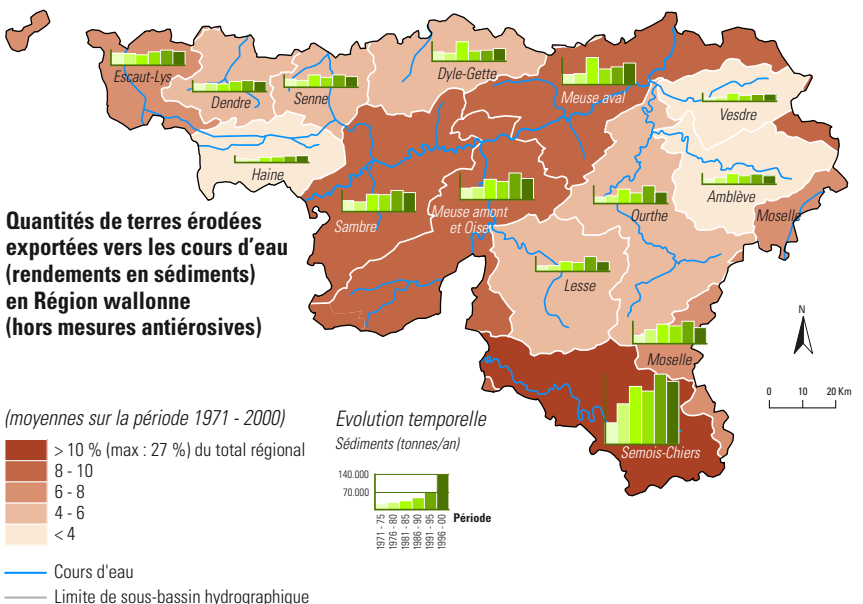 Escaut-Lys
Dendre
Senne
Dyle-Gette
Meuse aval
Vesdre
Haine
Sambre
Meuse amont
et Oise
Ourthe
Amblève
Moselle
Lesse
Moselle
Semois-Chiers
Quantités de terres érodées
exportées vers les cours d'eau
(rendements en sédiments)
en Région wallonne
(hors mesures antiérosives)
N
0 10 20 Km
(moyennes sur la période 1971 - 2000)
> 10 % (max : 27 %) du total régional
8 - 10
6 - 8
4 - 6
< 4
Cours d'eau
Limite de sous-bassin hydrographique
Evolution temporelle
Sédiments (tonnes/an)
140.000
70.000
Période
1971 - 75
1976 - 80
1981 - 85
1986 - 90
1991 - 95
1996 - 00